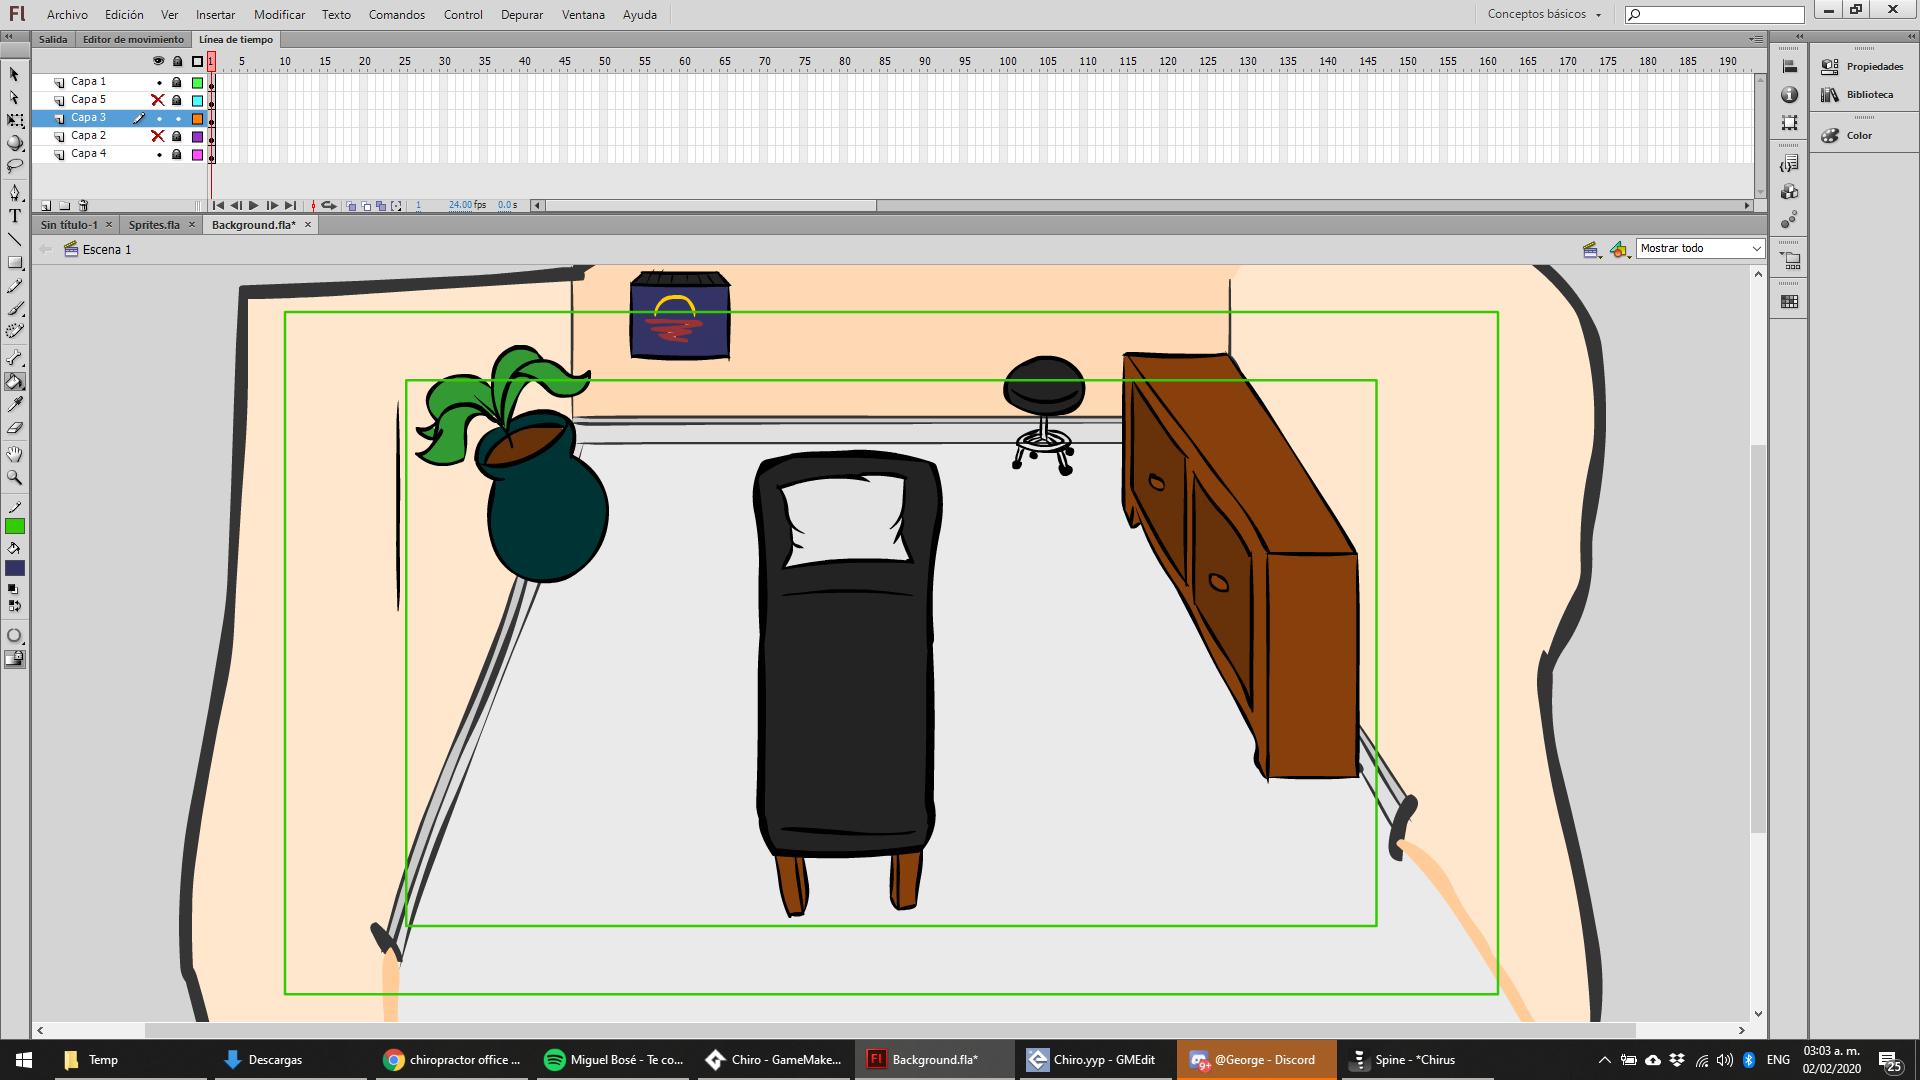 Fl Archivo Edición Ver Insertar Modificar Texto Comandos Control Depurar Ventana Ayuda Conceptos básicos
Salida Editor de movimiento Línea de tiempo
1 5 10 15 20 25 30 35 40 45 50 55 60 65 70 75 80 85 90 95 100 105 110 115 120 125 130 135 140 145 150 155 160 165 170 175 180 185 190
Capa 1
Capa 5
Capa 3
Capa 2
Capa 4
1 24.00 fps 0.0 s
Propiedades
Biblioteca
Color
Sin título-1 × Sprites.fla × Background.fla* ×
Escena 1 Mostrar todo
T
Temp Descargas chiropractor office ... Miguel Bosé - Te co... Chiro - GameMake... Fl Background.fla* Chiro.yyp - GMEdit 9+ @George - Discord Spine - *Chirus ENG 03:03 a. m.
02/02/2020 25